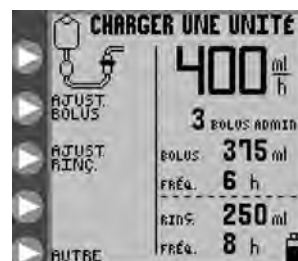 CHARGER UNE UNITÉ
400 ml/h
AJUST. BOLUS
3 BOLUS ADMIN
AJUST. RINÇ.
BOLUS 375 ml
FRÉQ. 6 h
RINÇ. 250 ml
FRÉQ. 8 h
AUTRE